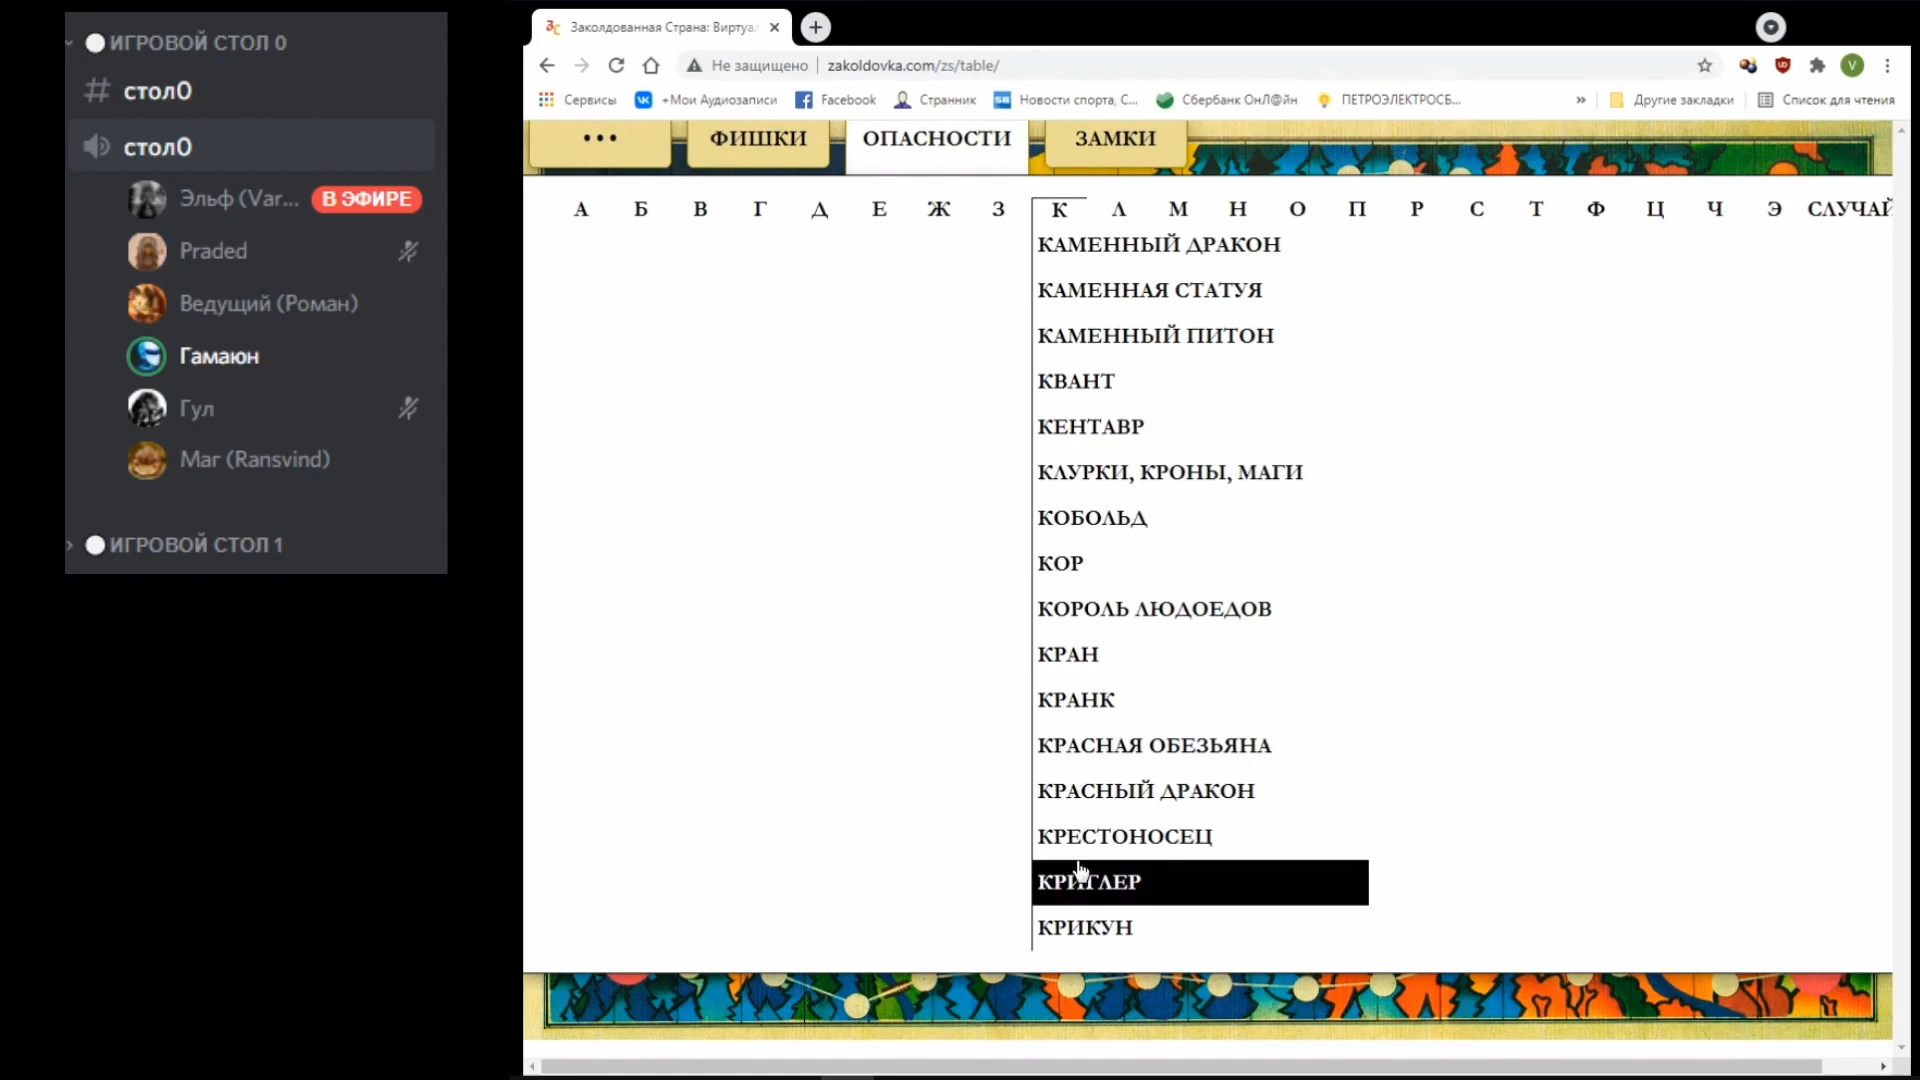 ИГРОВОЙ СТОЛ 0
стол0
стол0
Эльф (Var... В ЭФИРЕ
Praded
Ведущий (Роман)
Гамаюн
Гул
Маг (Ransvind)
ИГРОВОЙ СТОЛ 1
Заколдованная Страна: Виртуа
Не защищено zakoldovka.com/zs/table/
V
Сервисы +Мои Аудиозаписи Facebook Странник Новости спорта, С... Сбербанк ОнЛ@йн ПЕТРОЭЛЕКТРОСБ... » Другие закладки Список для чтения
••• ФИШКИ ОПАСНОСТИ ЗАМКИ
А Б В Г Д Е Ж З К Л М Н О П Р С Т Ф Ц Ч Э СЛУЧАЙ
КАМЕННЫЙ ДРАКОН
КАМЕННАЯ СТАТУЯ
КАМЕННЫЙ ПИТОН
КВАНТ
КЕНТАВР
КЛУРКИ, КРОНЫ, МАГИ
КОБОЛЬД
КОР
КОРОЛЬ ЛЮДОЕДОВ
КРАН
КРАНК
КРАСНАЯ ОБЕЗЬЯНА
КРАСНЫЙ ДРАКОН
КРЕСТОНОСЕЦ
КРИГЛЕР
КРИКУН